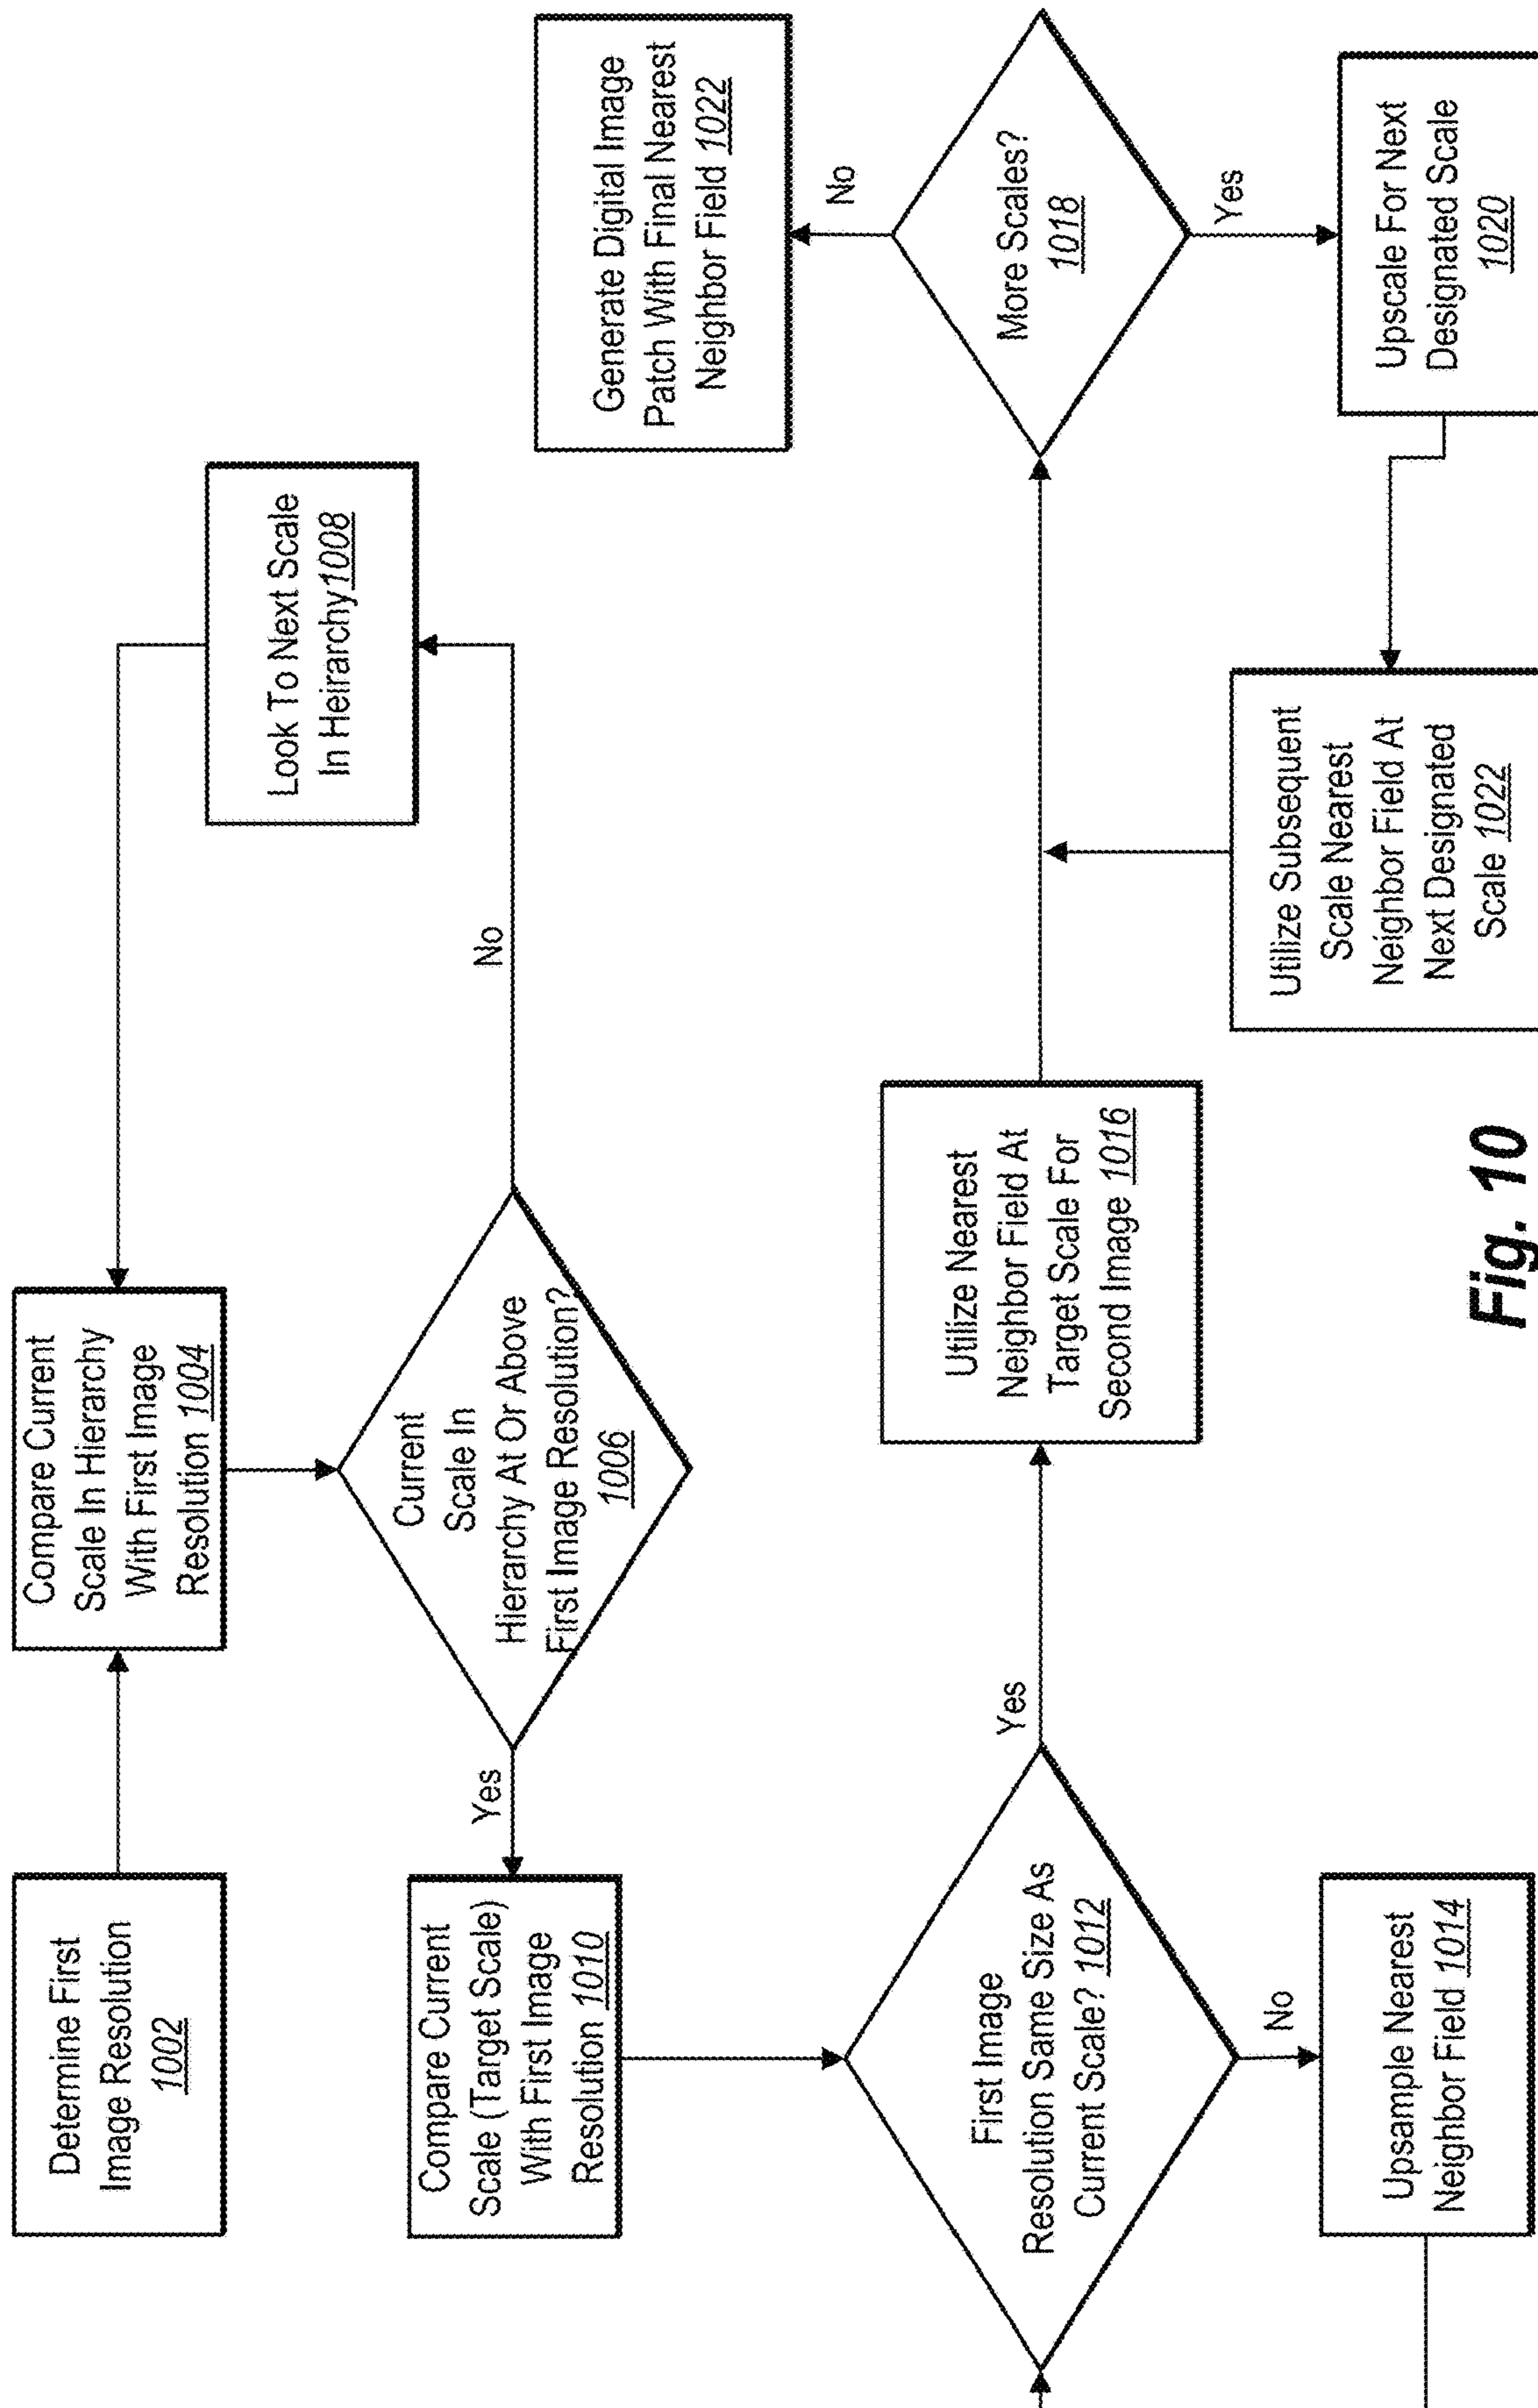 Determine First
Image Resolution
1002
Compare Current
Scale In Hierarchy
With First Image
Resolution 1004
Look To Next Scale
In Heirarchy1008
Current
Scale In
Hierarchy At Or Above
First Image Resolution?
1006
Yes
No
Compare Current
Scale (Target Scale)
With First Image
Resolution 1010
First Image
Resolution Same Size As
Current Scale? 1012
Yes
No
Upsample Nearest
Neighbor Field 1014
Utilize Nearest
Neighbor Field At
Target Scale For
Second Image 1016
More Scales?
1018
No
Yes
Generate Digital Image
Patch With Final Nearest
Neighbor Field 1022
Upscale For Next
Designated Scale
1020
Utilize Subsequent
Scale Nearest
Neighbor Field At
Next Designated
Scale 1022
Fig. 10